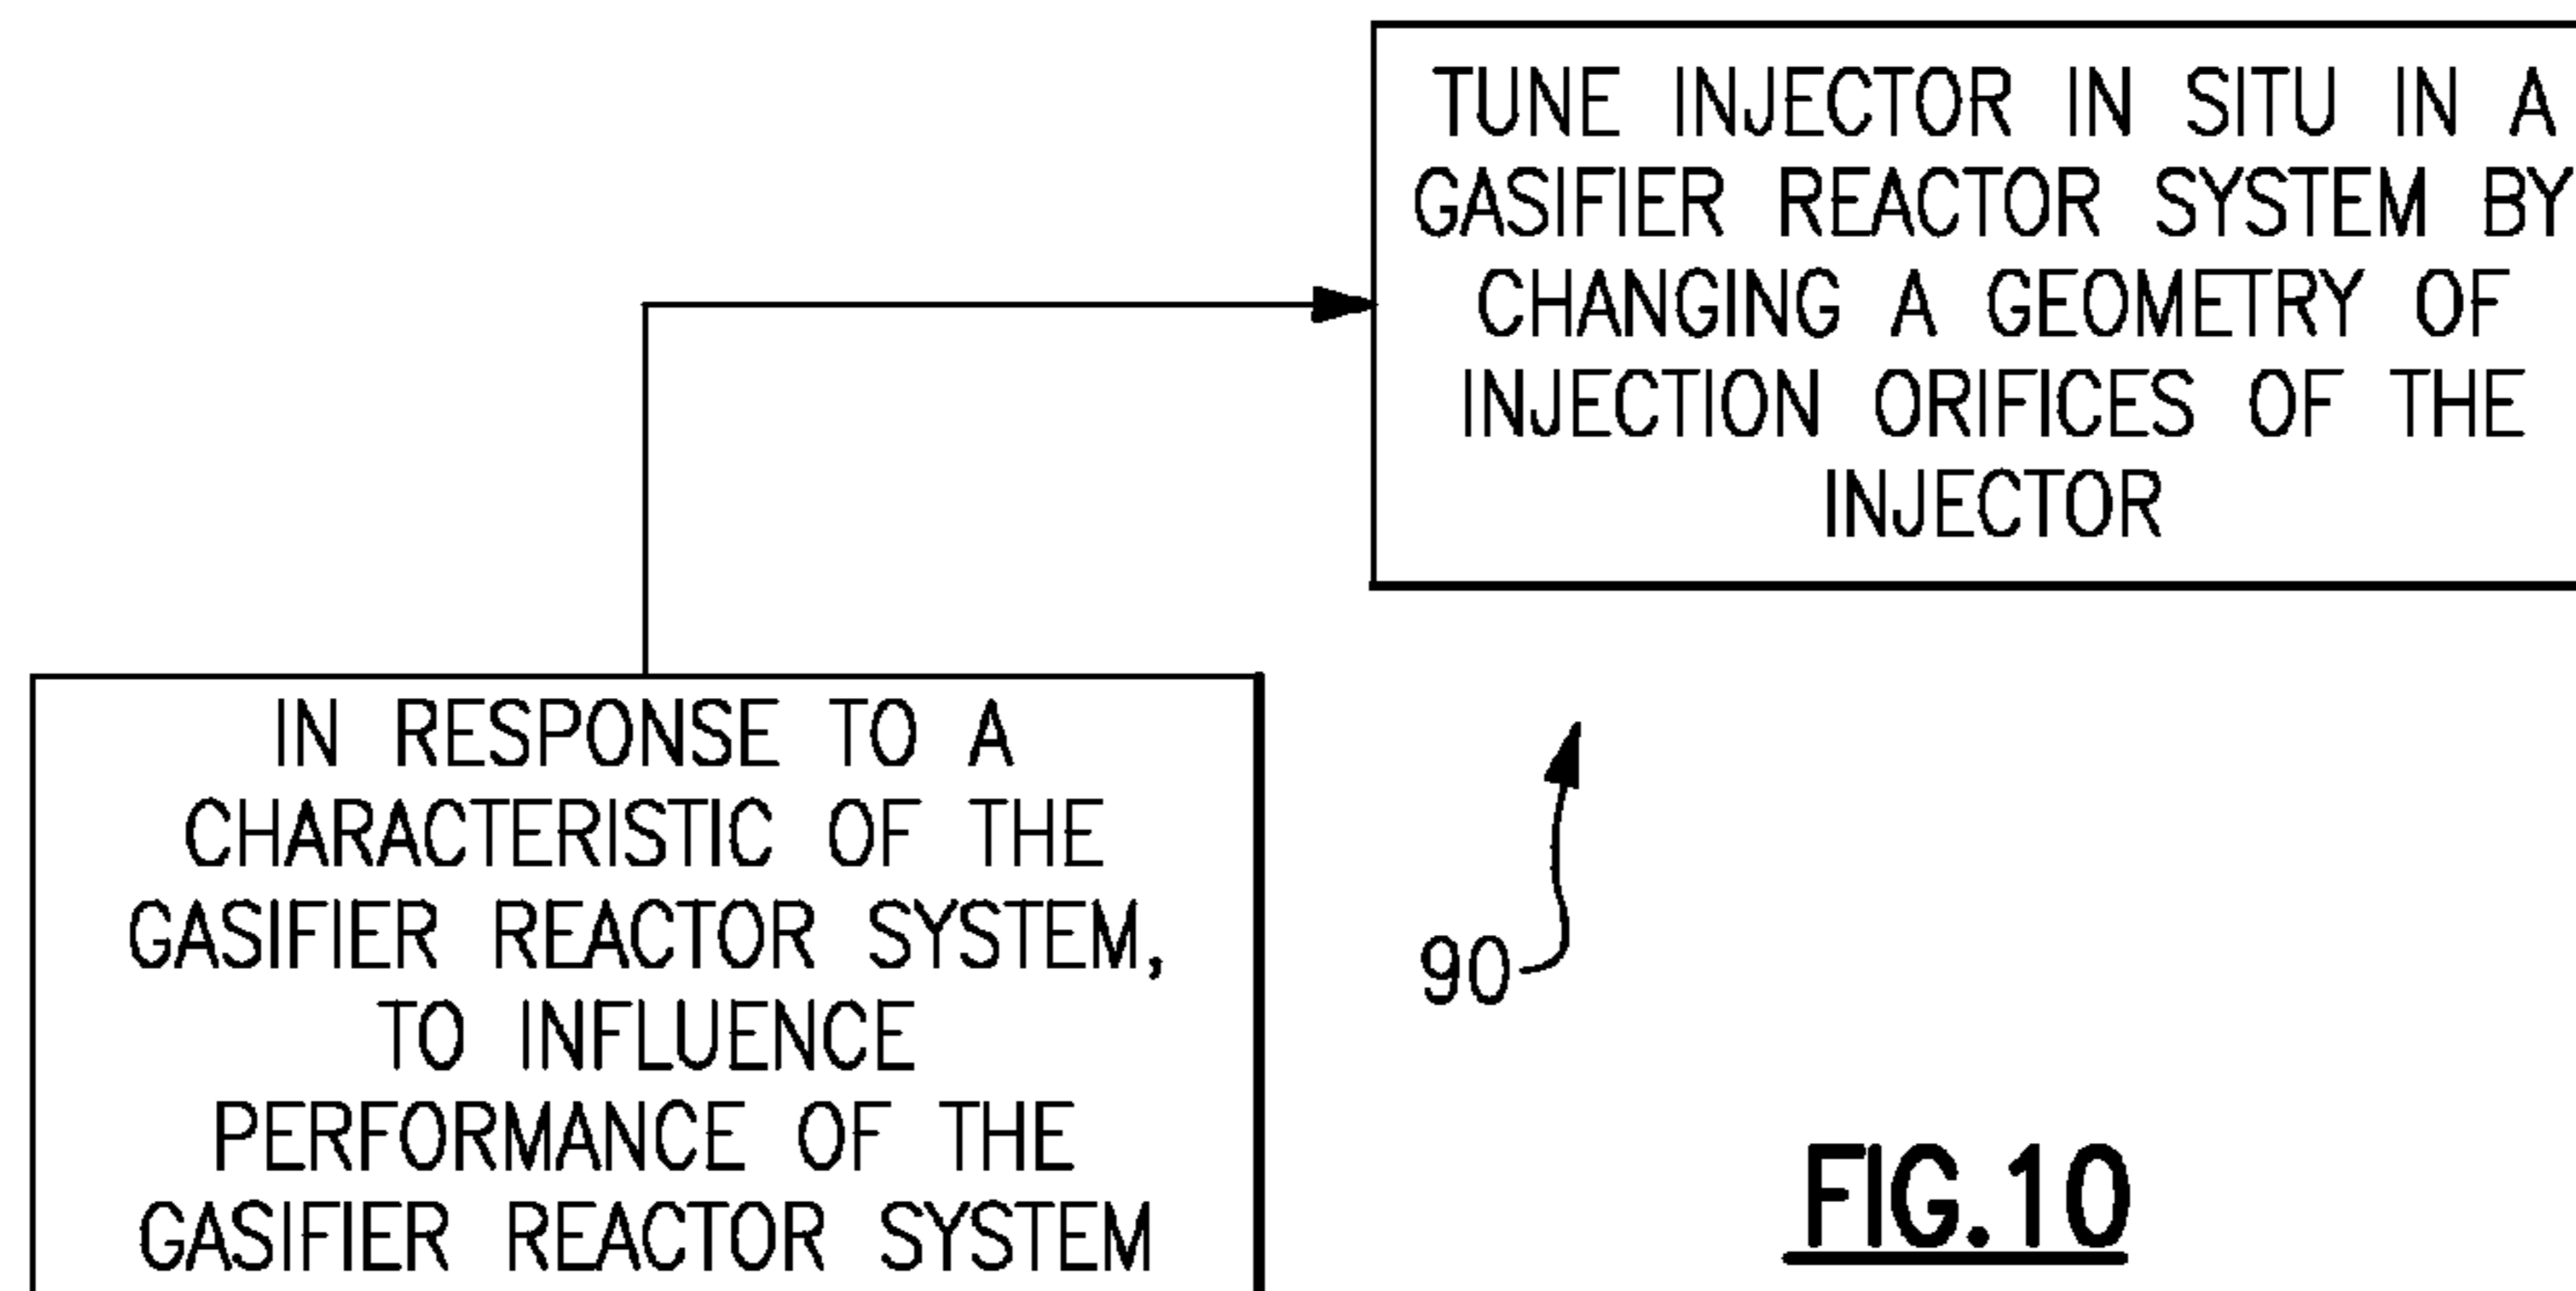 TUNE INJECTOR IN SITU IN A
GASIFIER REACTOR SYSTEM BY
CHANGING A GEOMETRY OF
INJECTION ORIFICES OF THE
INJECTOR
IN RESPONSE TO A
CHARACTERISTIC OF THE
GASIFIER REACTOR SYSTEM,
TO INFLUENCE
PERFORMANCE OF THE
GASIFIER REACTOR SYSTEM
90
FIG.10